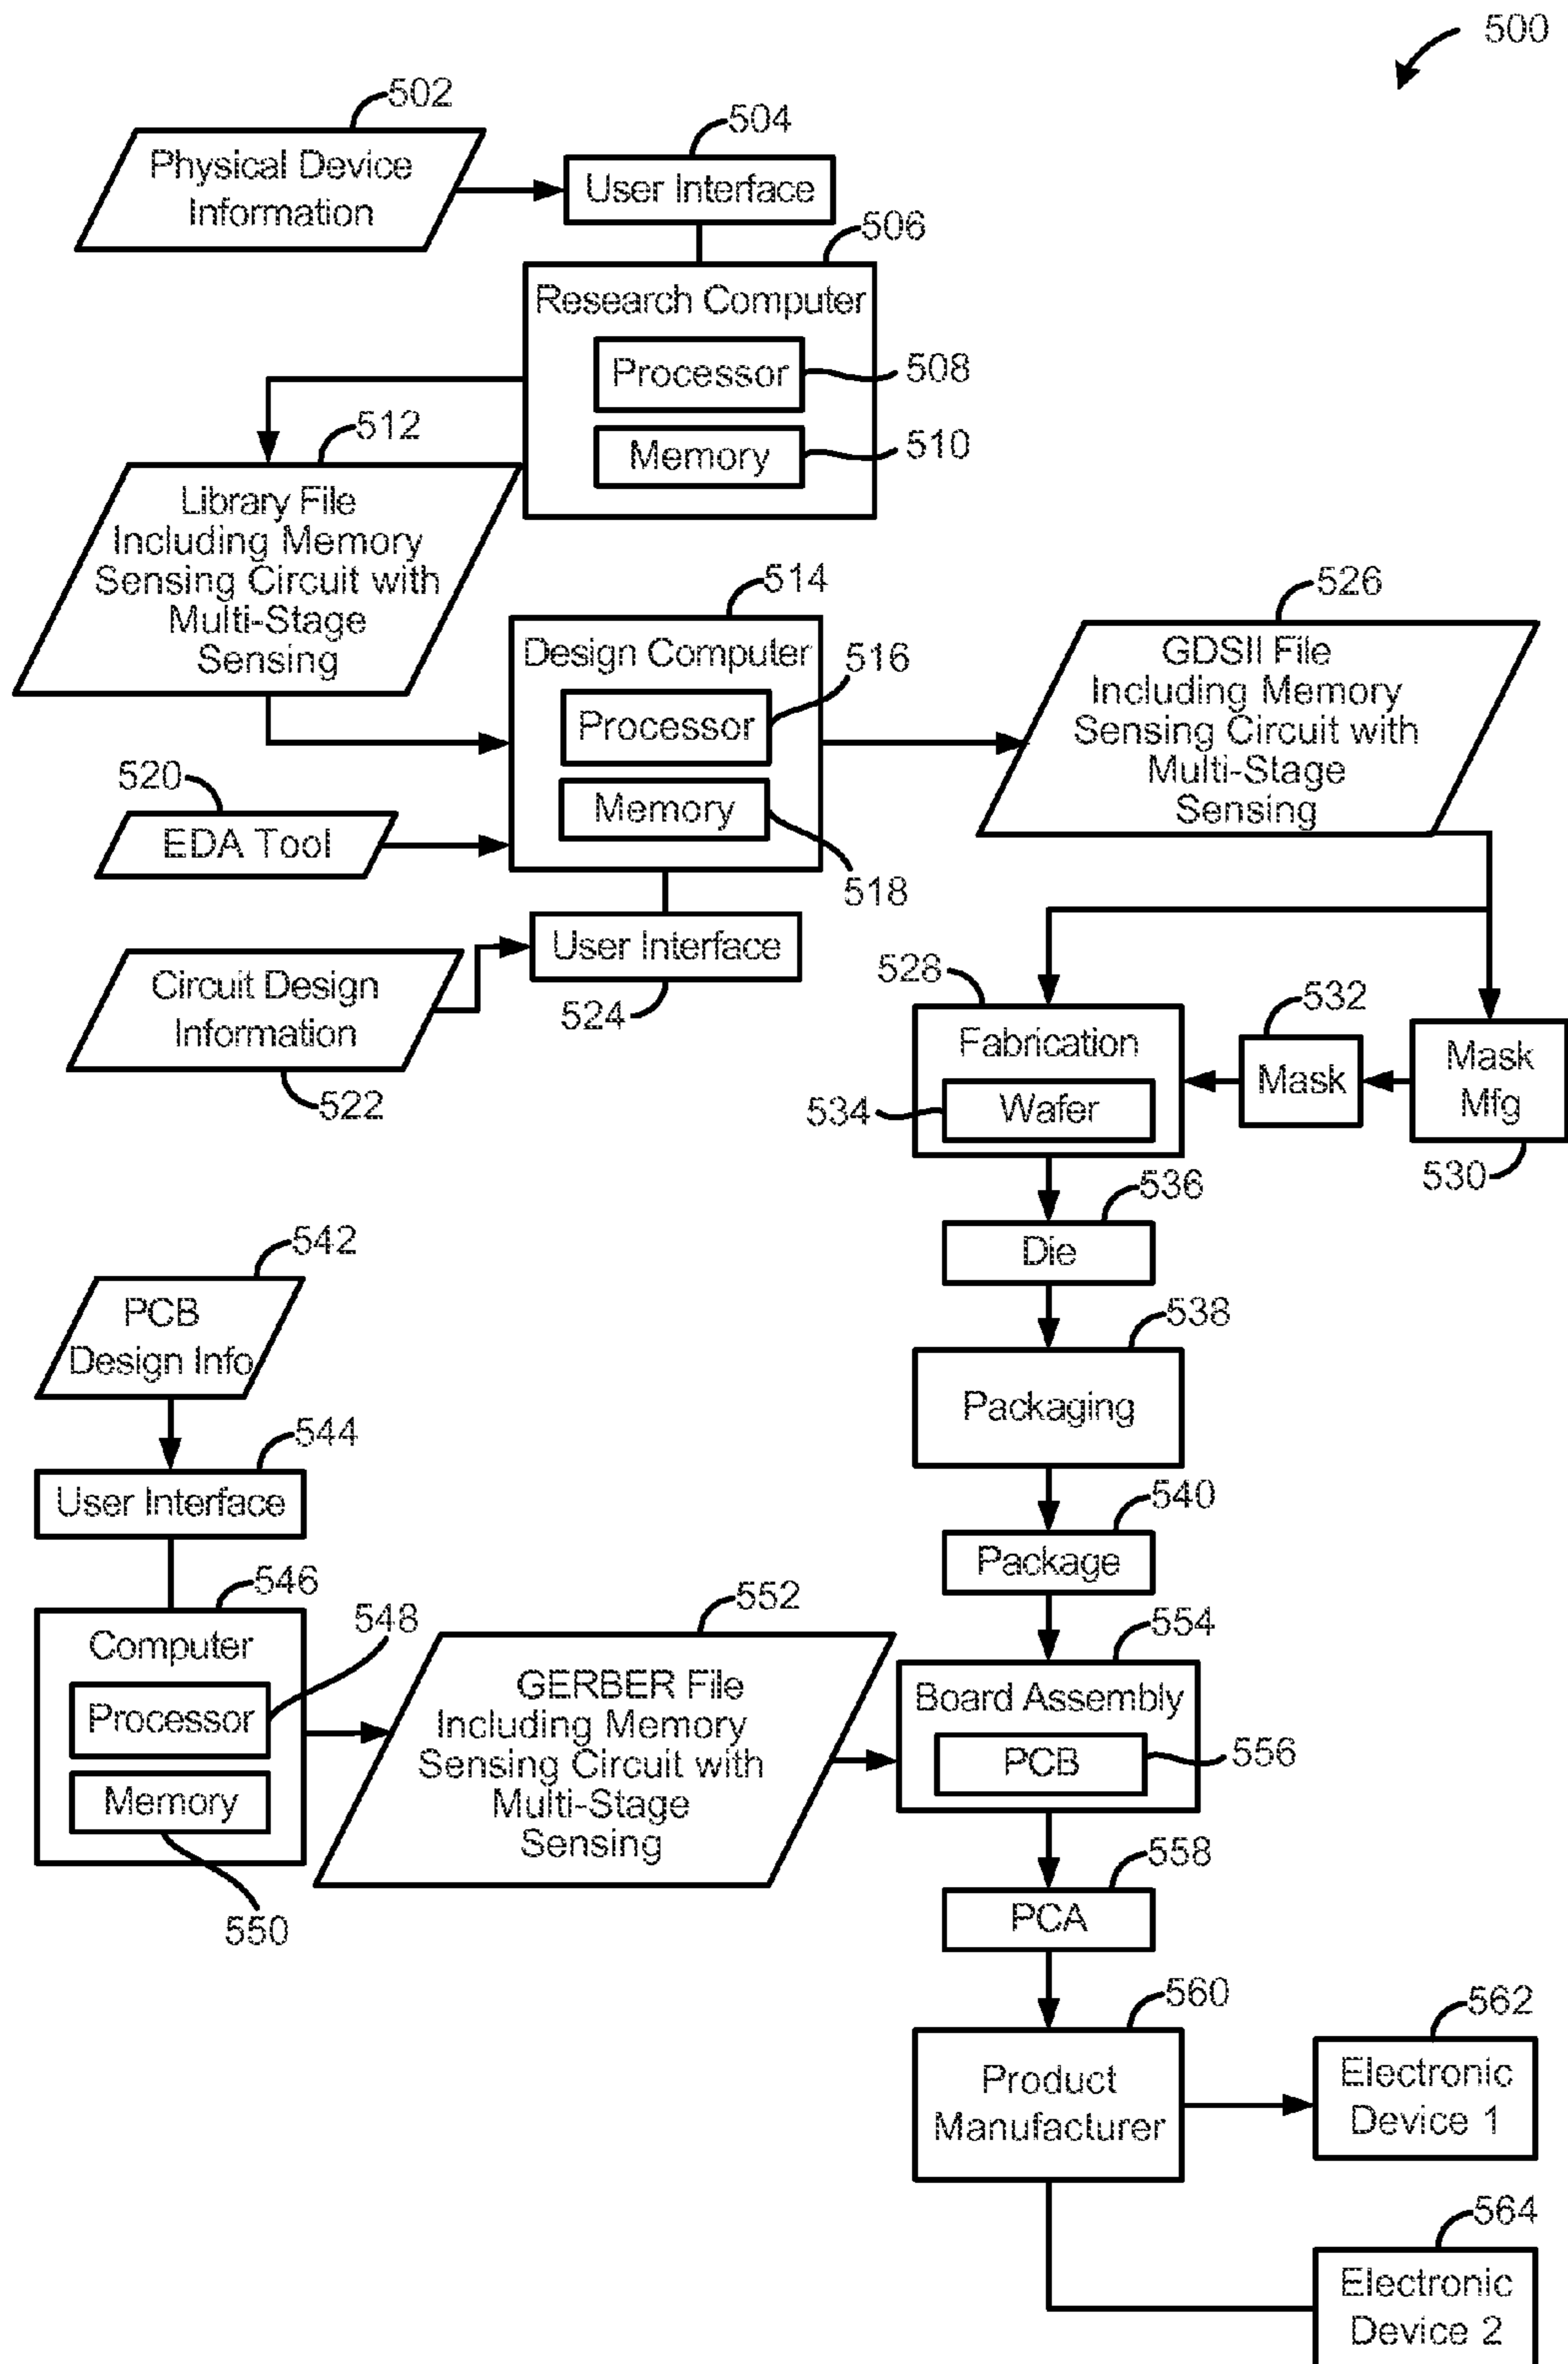 500
502
Physical Device
Information
504
User Interface
506
Research Computer
Processor
508
Memory
510
512
Library File
Including Memory
Sensing Circuit with
Multi-Stage
Sensing
514
Design Computer
Processor
516
Memory
518
520
EDA Tool
User Interface
524
Circuit Design
Information
522
526
GDSII File
Including Memory
Sensing Circuit with
Multi-Stage
Sensing
528
Fabrication
534
Wafer
532
Mask
Mask
Mfg
530
536
Die
538
Packaging
540
Package
542
PCB
Design Info
544
User Interface
546
Computer
548
Processor
Memory
550
552
GERBER File
Including Memory
Sensing Circuit with
Multi-Stage
Sensing
554
Board Assembly
PCB
556
558
PCA
560
Product
Manufacturer
562
Electronic
Device 1
564
Electronic
Device 2